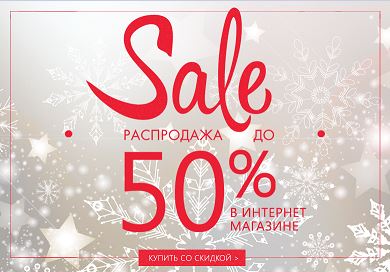 Sale
РАСПРОДАЖА ДО
50%
В ИНТЕРНЕТ
МАГАЗИНЕ
КУПИТЬ СО СКИДКОЙ >